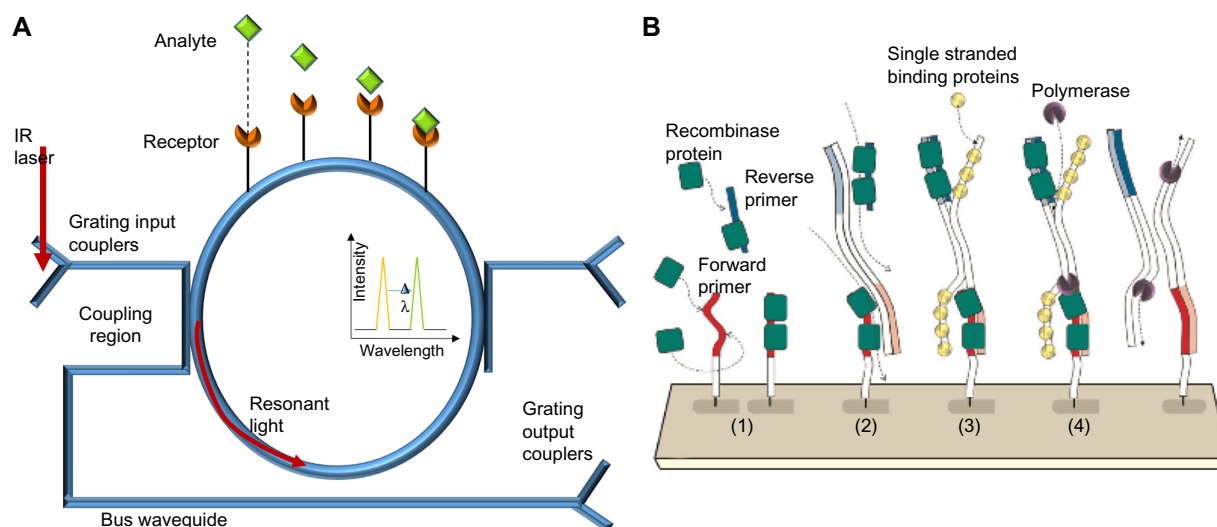 A
Analyte
Receptor
IR
laser
Grating input
couplers
Coupling
region
Intensity
Δ
λ
Wavelength
Resonant
light
Grating
output
couplers
Bus waveguide
B
Single stranded
binding proteins
Polymerase
Recombinase
protein
Reverse
primer
Forward
primer
(1)
(2)
(3)
(4)